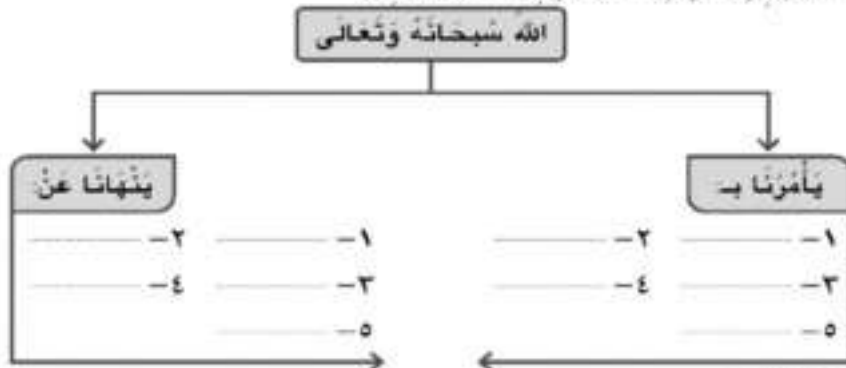 اللهُ سُبْحَانَهُ وَتَعَالَى
يَأْمُرُنَا بِـ
يَنْهَانَا عَنْ:
١- ٢-
٣- ٤-
٥-
١- ٢-
٣- ٤-
٥-